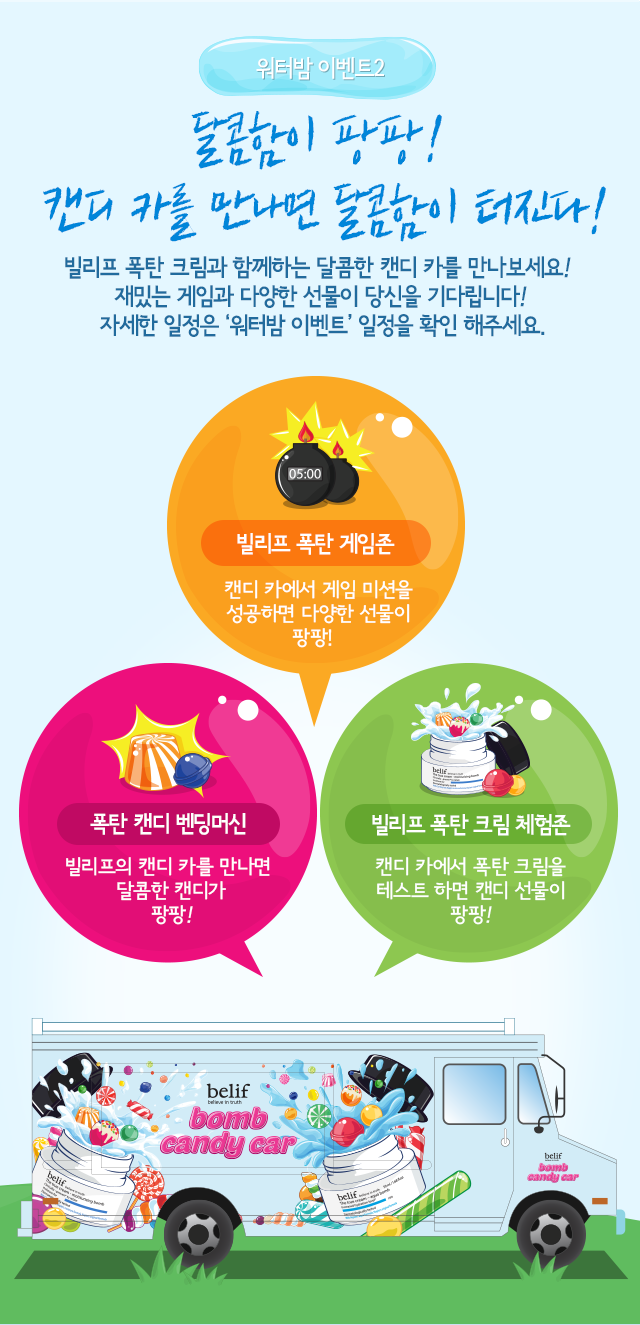 워터밤 이벤트2
달콤함이 팡팡!
캔디 카를 만나면 달콤함이 터진다!
빌리프 폭탄 크림과 함께하는 달콤한 캔디 카를 만나보세요!
재밌는 게임과 다양한 선물이 당신을 기다립니다!
자세한 일정은 ‘워터밤 이벤트’ 일정을 확인 해주세요.
05:00
빌리프 폭탄 게임존
캔디 카에서 게임 미션을
성공하면 다양한 선물이
팡팡!
폭탄 캔디 벤딩머신
빌리프의 캔디 카를 만나면
달콤한 캔디가
팡팡!
belif
빌리프 폭탄 크림 체험존
캔디 카에서 폭탄 크림을
테스트 하면 캔디 선물이
팡팡!
belif
believe in truth
bomb
candy car
belif
belif
belif
bomb
candy car